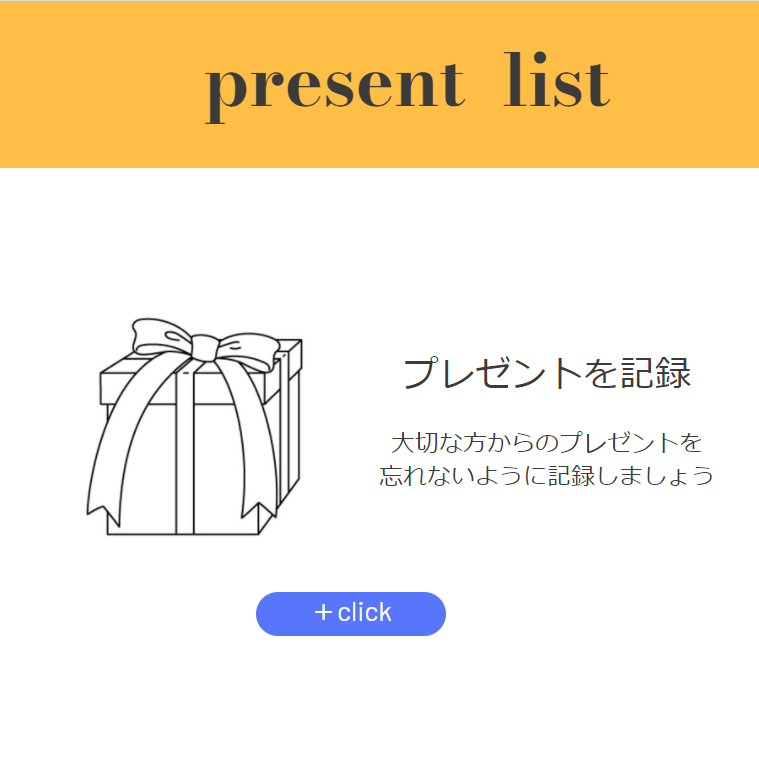 present list
プレゼントを記録
大切な方からのプレゼントを
忘れないように記録しましょう
＋click